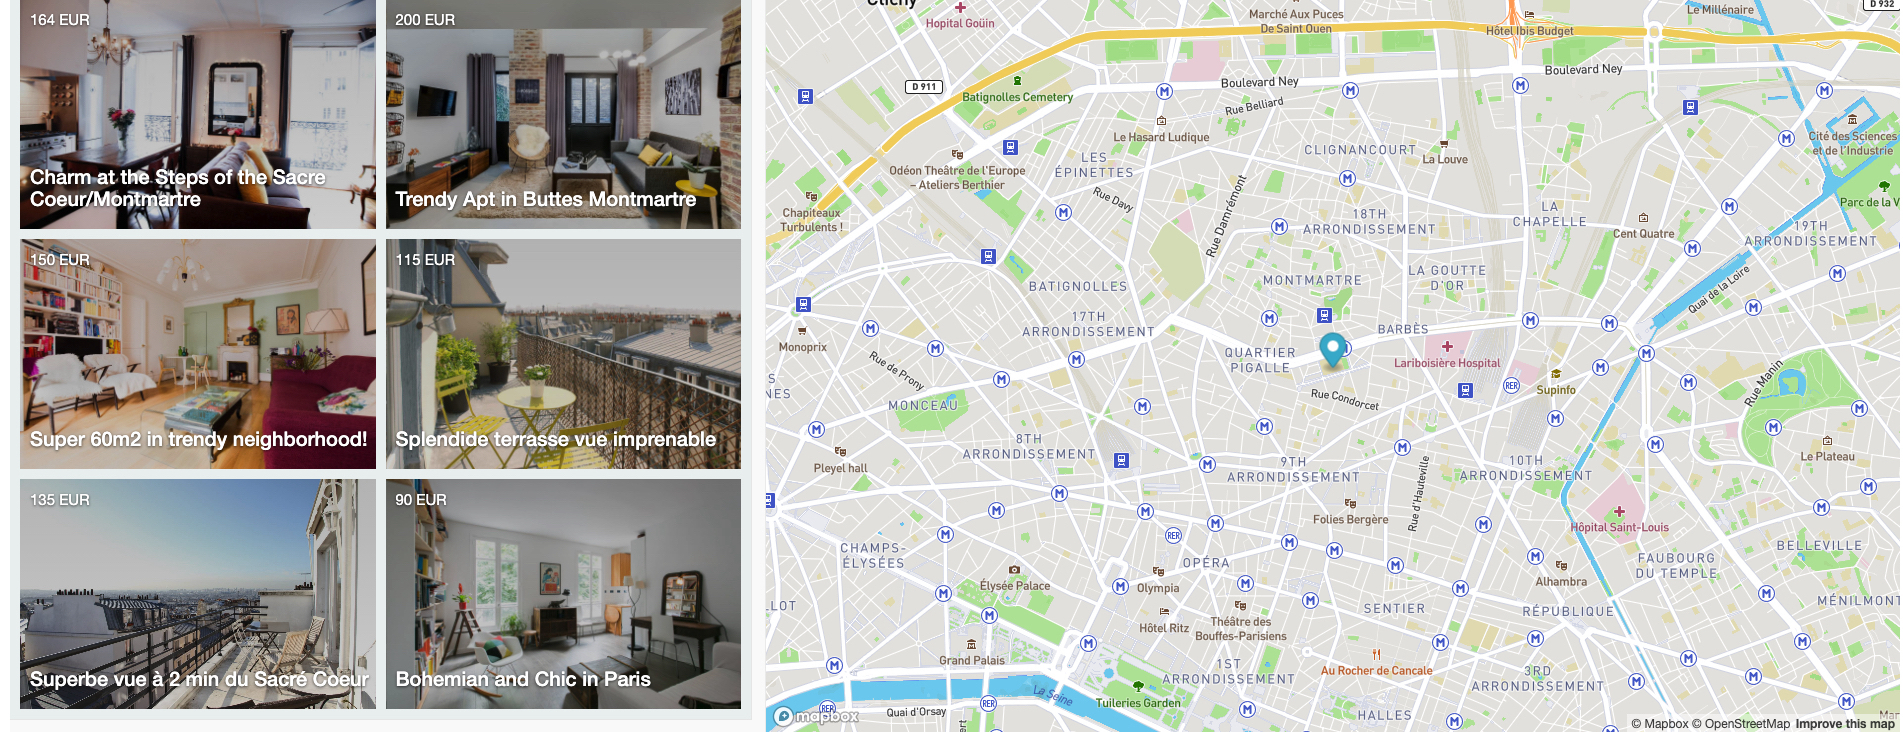 164 EUR
Charm at the Steps of the Sacre
Coeur/Montmartre
200 EUR
Trendy Apt in Buttes Montmartre
150 EUR
Super 60m2 in trendy neighborhood!
115 EUR
Splendide terrasse vue imprenable
135 EUR
Superbe vue à 2 min du Sacré Coeur
90 EUR
Bohemian and Chic in Paris
Clichy
Hopital Goüin
Marché Aux Puces
De Saint Ouen
Hôtel Ibis Budget
Le Millénaire
D 932
D 911
Boulevard Ney
Boulevard Ney
Batignolles Cemetery
Rue Belliard
Le Hasard Ludique
Cité des Sciences
et de l'Industrie
Odéon Theâtre de l'Europe
– Ateliers Berthier
LES
ÉPINETTES
CLIGNANCOURT
La Louve
Rue Davy
Rue Damrémont
Chapiteaux
Turbulents !
18TH
ARRONDISSEMENT
LA
CHAPELLE
Cent Quatre
Parc de la V
19TH
ARRONDISSEMENT
BATIGNOLLES
MONTMARTRE
LA GOUTTE
D'OR
Quai de la Loire
17TH
ARRONDISSEMENT
BARBÈS
Monoprix
Rue de Prony
QUARTIER
PIGALLE
Lariboisière Hospital
RER
Supinfo
Rue Manin
S
NES
MONCEAU
Rue Condorcet
8TH
ARRONDISSEMENT
9TH
ARRONDISSEMENT
10TH
ARRONDISSEMENT
Le Plateau
Pleyel hall
Rue d'Hauteville
Folies Bergère
Hôpital Saint-Louis
RER
CHAMPS-
ÉLYSÉES
OPÉRA
BELLEVILLE
FAUBOURG
DU TEMPLE
Élysée Palace
Olympia
Alhambra
LLOT
SENTIER
RÉPUBLIQUE
MÉNILMONT
Hôtel Ritz
Théâtre des
Bouffes-Parisiens
Grand Palais
Au Rocher de Cancale
1ST
ARRONDISSEMENT
3RD
ARRONDISSEMENT
La Seine
Tuileries Garden
RER
RER
Quai d'Orsay
HALLES
Mar
mapbox
© Mapbox © OpenStreetMap Improve this map